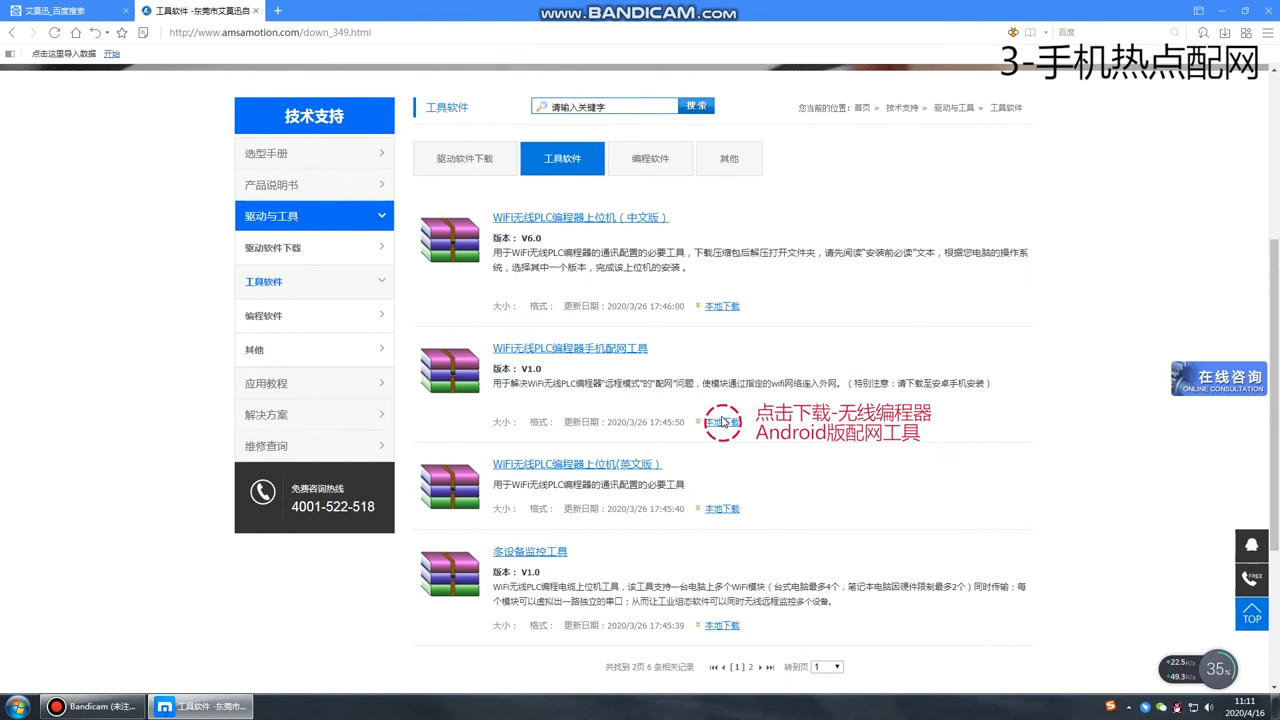 艾莫迅_百度搜索
工具软件 -东莞市艾莫迅自
www.BANDICAM.com
http://www.amsamotion.com/down_349.html
百度
点击这里导入数据
开始
3-手机热点配网
技术支持
工具软件
请输入关键字
搜 索
您当前的位置： 首页 » 技术支持 » 驱动与工具 » 工具软件
选型手册
产品说明书
驱动与工具
驱动软件下载
工具软件
编程软件
其他
应用教程
解决方案
维修查询
免费咨询热线
4001-522-518
驱动软件下载
工具软件
编程软件
其他
WiFi无线PLC编程器上位机（中文版）
版本： V6.0
用于WiFi无线PLC编程器的通讯配置的必要工具，下载压缩包后解压打开文件夹，请先阅读"安装前必读"文本，根据您电脑的操作系
统，选择其中一个版本，完成该上位机的安装 。
大小： 格式： 更新日期：2020/3/26 17:46:00 本地下载
WiFi无线PLC编程器手机配网工具
版本： V1.0
用于解决WiFi无线PLC编程器"远程模式"的"配网"问题，使模块通过指定的wifi网络连入外网。（ 特别注意：请下载至安卓手机安装 ）
大小： 格式： 更新日期：2020/3/26 17:45:50 本地下载
点击下载-无线编程器
Android版配网工具
WiFi无线PLC编程器上位机(英文版 ）
用于WiFi无线PLC编程器的通讯配置的必要工具
大小： 格式： 更新日期：2020/3/26 17:45:40 本地下载
多设备监控工具
版本： V1.0
WiFi无线PLC编程电缆上位机工具，该工具支持一台电脑上多个WiFi模块（台式电脑最多4个，笔记本电脑因硬件限制最多2个）同时传输；每
个模块可以虚拟出一路独立的串口；从而让工业组态软件可以同时无线远程监控多个设备。
大小： 格式： 更新日期：2020/3/26 17:45:39 本地下载
共找到 2页 6 条相关记录 [ 1 ] 2 转到页 1
在线咨询
ONLINE CONSULTATION
FREE
TOP
+22.5K/s
+49.3K/s
35%
Bandicam (未注...
工具软件 -东莞市...
11:11
2020/4/16